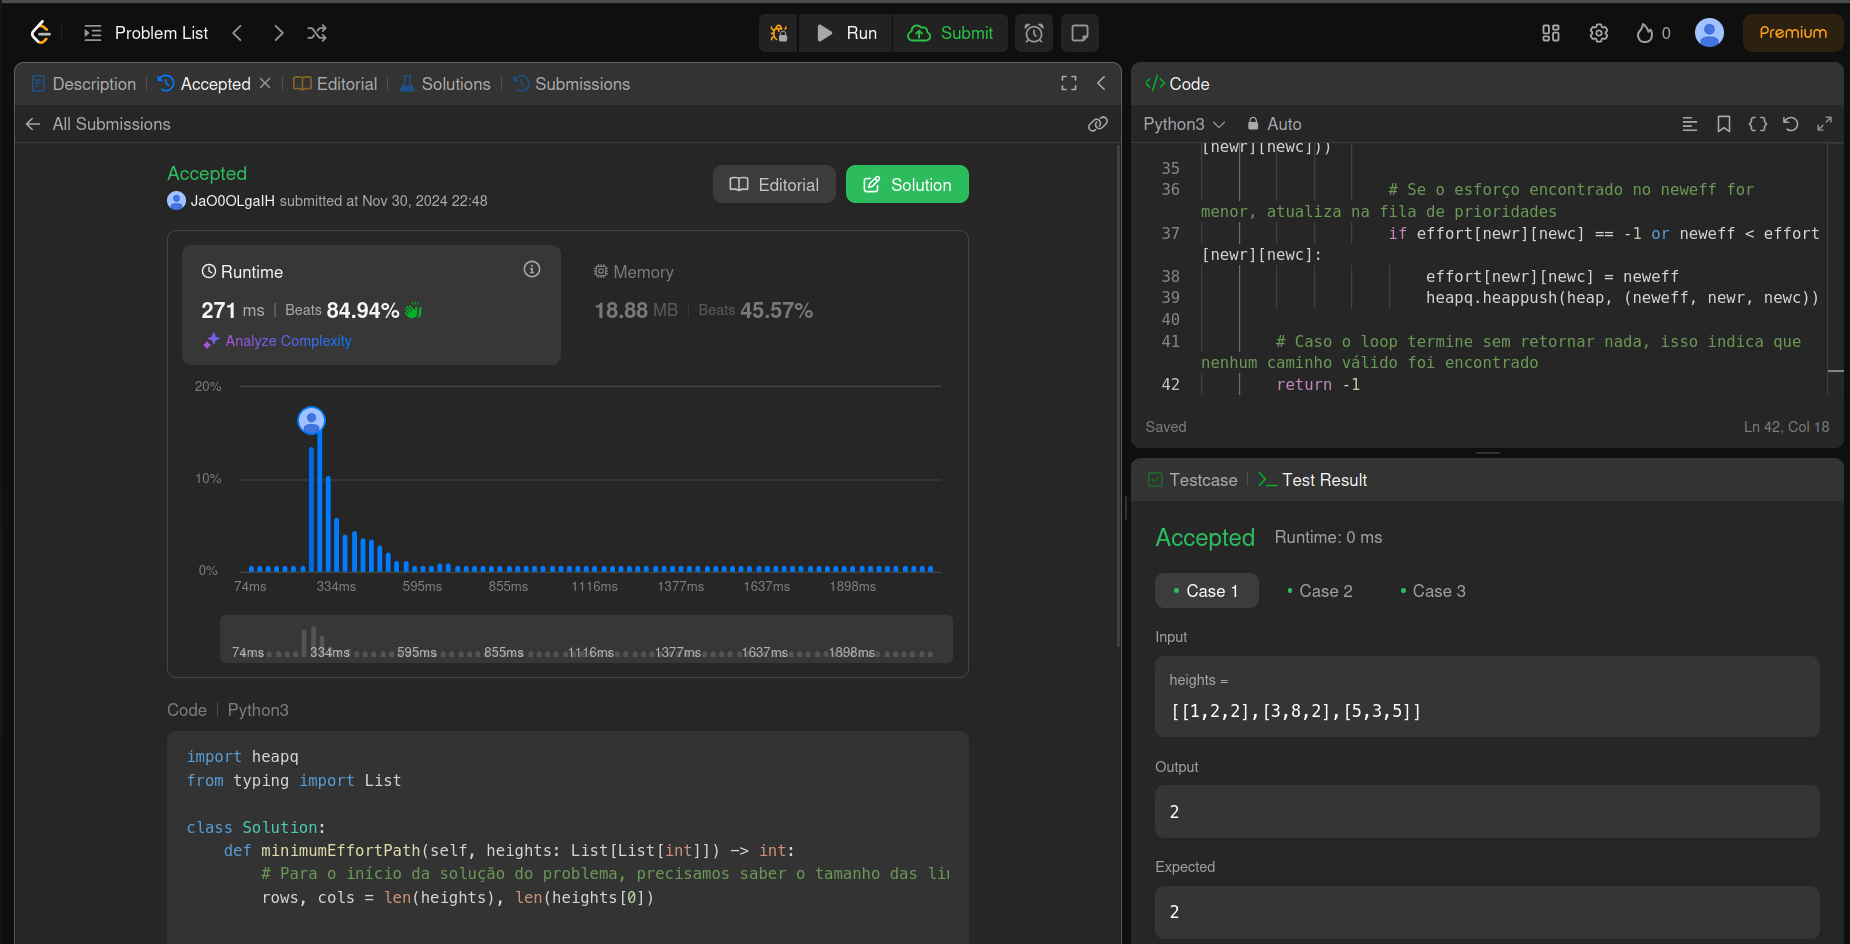 Problem List
Run
Submit
0
Premium
Description
Accepted
Editorial
Solutions
Submissions
All Submissions
Accepted
JaO0OLgaIH submitted at Nov 30, 2024 22:48
Editorial
Solution
Runtime
271 ms | Beats 84.94%
Analyze Complexity
Memory
18.88 MB | Beats 45.57%
20%
10%
0%
74ms 334ms 595ms 855ms 1116ms 1377ms 1637ms 1898ms
74ms 334ms 595ms 855ms 1116ms 1377ms 1637ms 1898ms
Code | Python3
import heapq
from typing import List
class Solution:
def minimumEffortPath(self, heights: List[List[int]]) -> int:
# Para o início da solução do problema, precisamos saber o tamanho das lin
rows, cols = len(heights), len(heights[0])
</> Code
Python3
Auto
[newr][newc]))
35
36 # Se o esforço encontrado no neweff for
menor, atualiza na fila de prioridades
37 if effort[newr][newc] == -1 or neweff < effort
[newr][newc]:
38 effort[newr][newc] = neweff
39 heapq.heappush(heap, (neweff, newr, newc))
40
41 # Caso o loop termine sem retornar nada, isso indica que
nenhum caminho válido foi encontrado
42 return -1
Saved
Ln 42, Col 18
Testcase
Test Result
Accepted
Runtime: 0 ms
Case 1
Case 2
Case 3
Input
heights =
[[1,2,2],[3,8,2],[5,3,5]]
Output
2
Expected
2